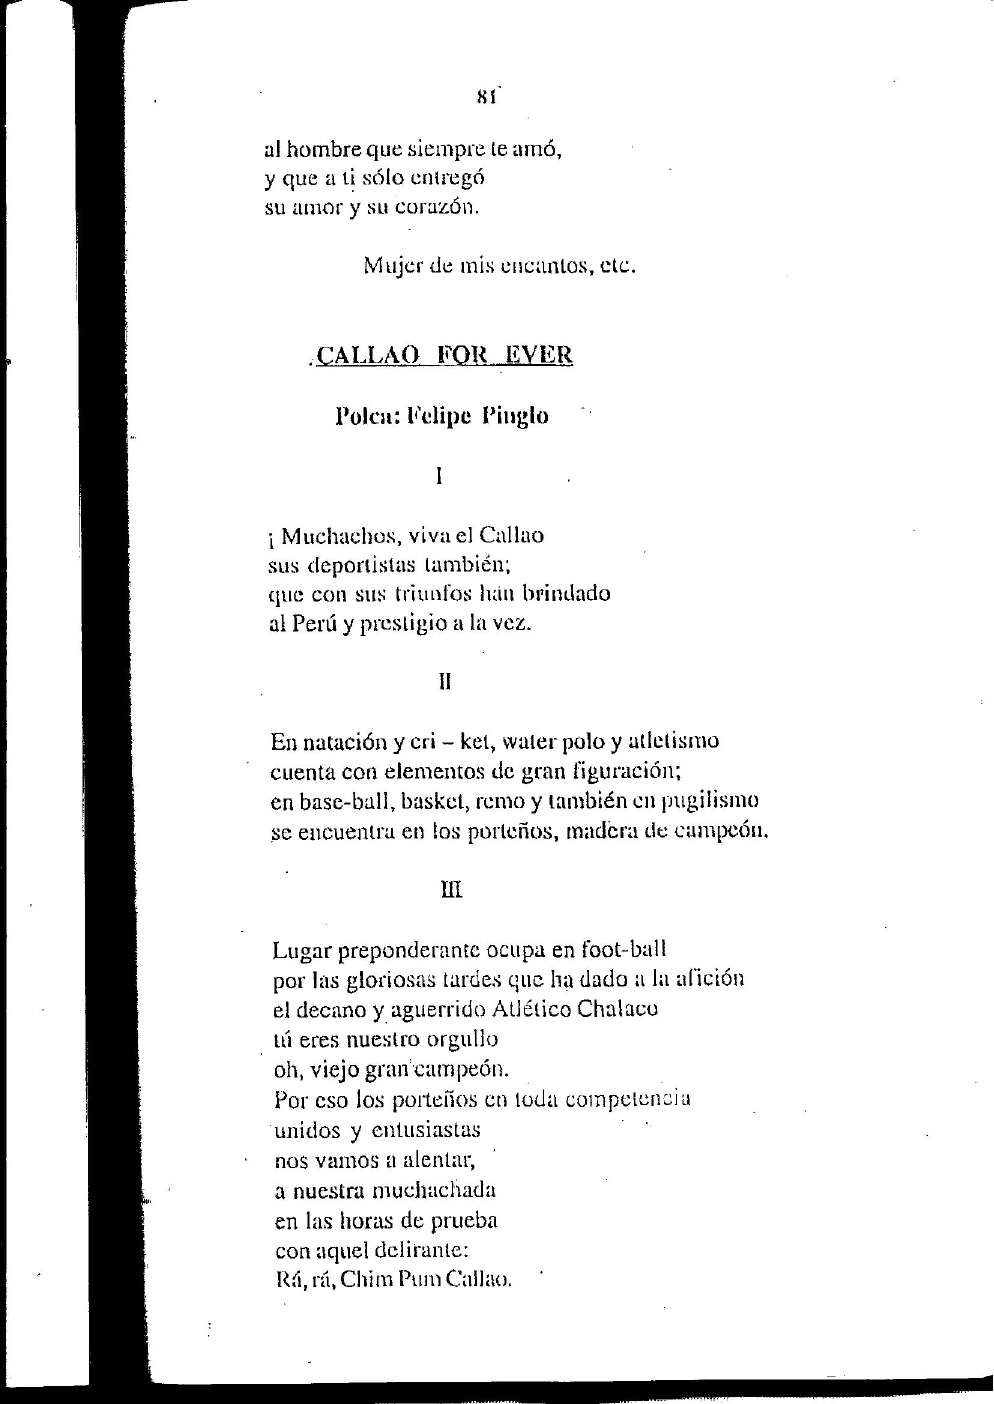 81
al hombre que siempre te amó,
y que a ti sólo entregó
su amor y su corazón.
Mujer de mis encantos, etc.
CALLAO FOR EVER
Polca: Felipe Pinglo
I
¡ Muchachos, viva el Callao
sus deportistas también;
que con sus triunfos han brindado
al Perú y prestigio a la vez.
II
En natación y cri – ket, water polo y atletismo
cuenta con elementos de gran figuración;
en base-ball, basket, remo y también en pugilismo
se encuentra en los porteños, madera de campeón.
III
Lugar preponderante ocupa en foot-ball
por las gloriosas tardes que ha dado a la afición
el decano y aguerrido Atlético Chalaco
tú eres nuestro orgullo
oh, viejo gran campeón.
Por eso los porteños en toda competencia
unidos y entusiastas
nos vamos a alentar,
a nuestra muchachada
en las horas de prueba
con aquel delirante:
Rá, rá, Chim Pum Callao.